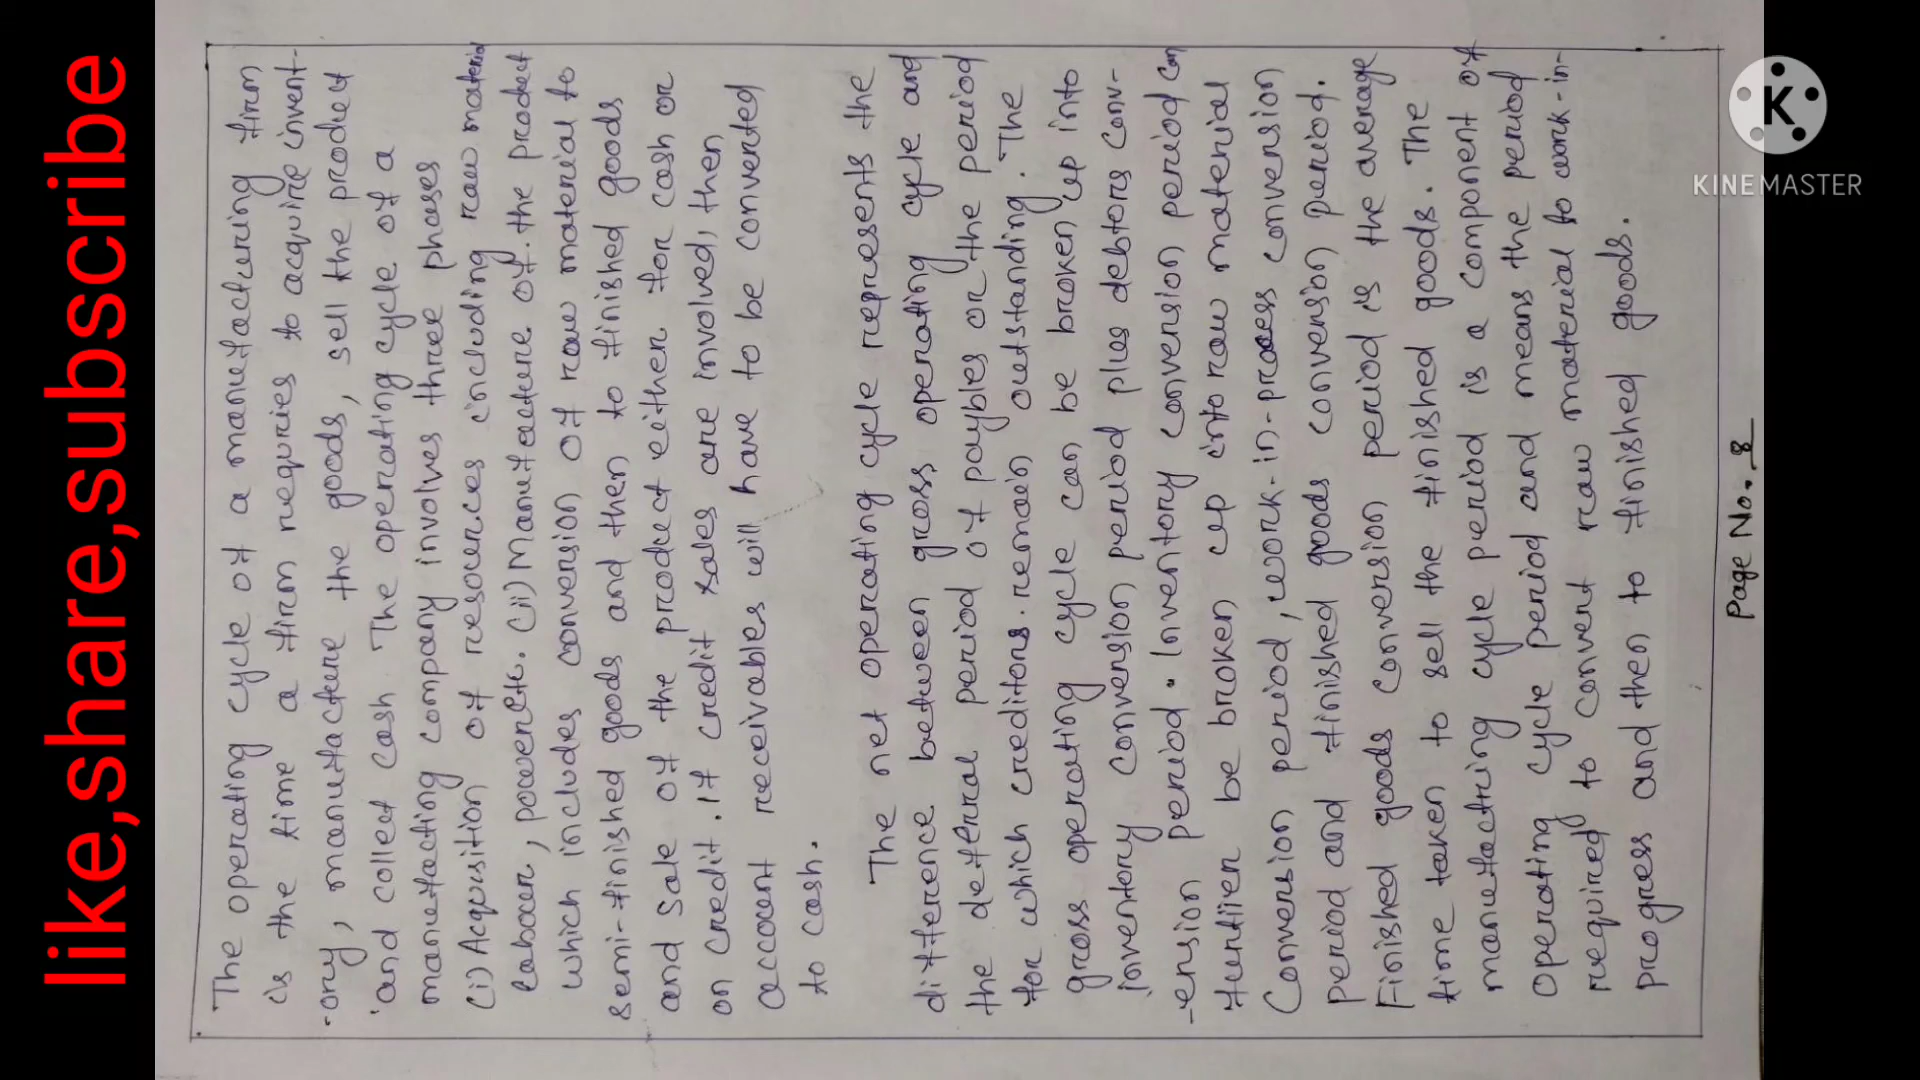 like,share,subscribe
The operating cycle of a manufacturing firm
is the time a firm requries to acquire invent-
ory, manufacture the goods, sell the product
and collect cash The operating cycle of a
manufacting company involves three phases
(i) Acquisition of resources including raw material
Labour, power etc. (ii) Manufacture of the product
which includes conversion of raw material to
semi-finished goods and then to finished goods
and sale of the product either for cash or
on credit. If credit sales are involved, then
account receivables will have to be converted
to cash.
The net operating cycle represents the
difference between gross operating cycle and
the deferral period of paybles or the period
for which creditors remain outstanding. The
gross operating cycle can be broken up into
inventory conversion period plus debtors conv-
-ension period. Inventory conversion period can
further be broken up into raw material
Conversion period, work-in-process conversion
period and finished goods convension period.
Finished goods convension period is the average
time taken to sell the finished goods. The
manufactring cycle period is a component of
operating cycle period and means the period
required to convert raw material to work-in-
progress and then to finished goods.
Page No. 8
K
KINEMASTER